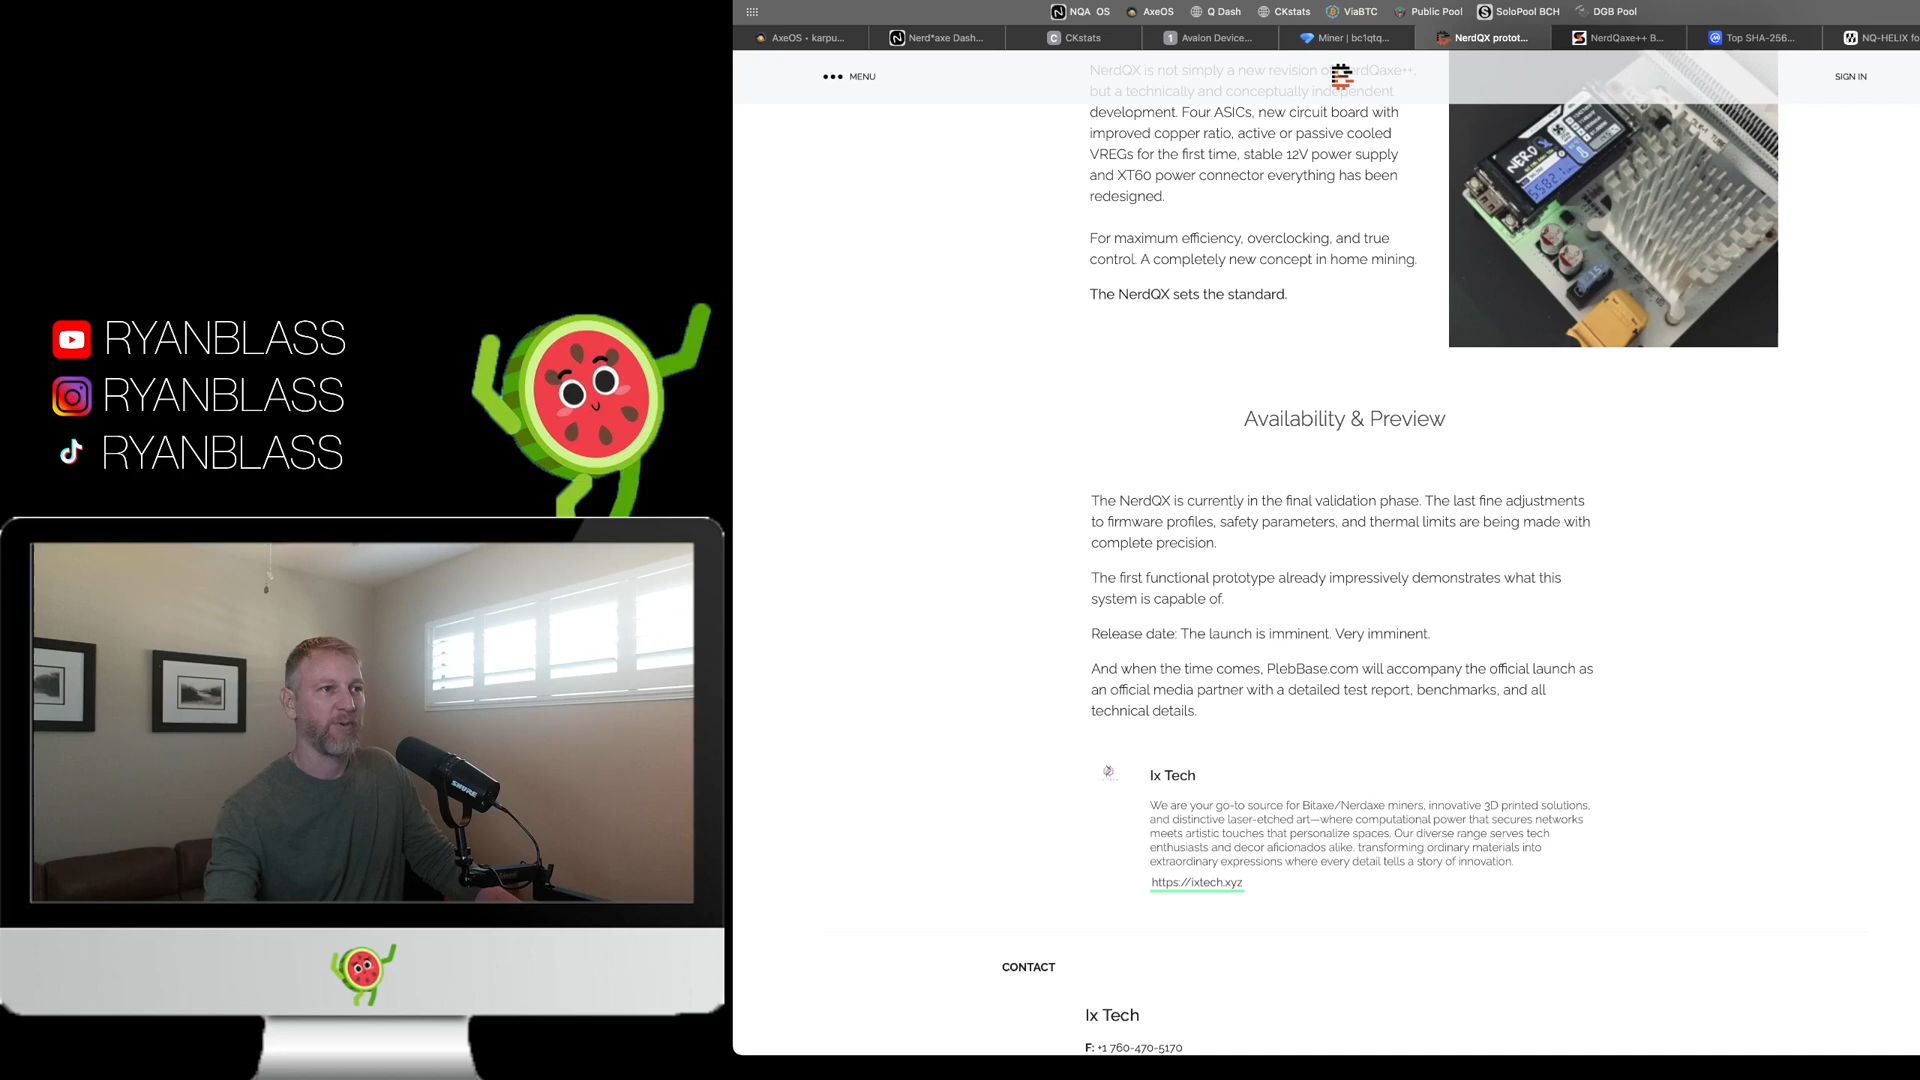 NQA OS
AxeOS
Q Dash
CKstats
ViaBTC
Public Pool
SoloPool BCH
DGB Pool
AxeOS • karpu...
Nerd*axe Dash...
C
CKstats
1
Avalon Device...
Miner | bc1qtq...
NerdQX protot...
NerdQaxe++ B...
Top SHA-256...
NQ-HELIX fo
MENU
SIGN IN
NerdQX is not simply a new revision of NerdQaxe++,
but a technically and conceptually independent
development. Four ASICs, new circuit board with
improved copper ratio, active or passive cooled
VREGs for the first time, stable 12V power supply
and XT60 power connector everything has been
redesigned.
For maximum efficiency, overclocking, and true
control. A completely new concept in home mining.
The NerdQX sets the standard.
NERD X
RYANBLASS
RYANBLASS
RYANBLASS
Availability & Preview
The NerdQX is currently in the final validation phase. The last fine adjustments
to firmware profiles, safety parameters, and thermal limits are being made with
complete precision.
The first functional prototype already impressively demonstrates what this
system is capable of.
Release date: The launch is imminent. Very imminent.
And when the time comes, PlebBase.com will accompany the official launch as
an official media partner with a detailed test report, benchmarks, and all
technical details.
Ix Tech
We are your go-to source for Bitaxe/Nerdaxe miners, innovative 3D printed solutions,
and distinctive laser-etched art—where computational power that secures networks
meets artistic touches that personalize spaces. Our diverse range serves tech
enthusiasts and decor aficionados alike, transforming ordinary materials into
extraordinary expressions where every detail tells a story of innovation.
https://ixtech.xyz
SHURE
CONTACT
Ix Tech
F: +1 760-470-5170